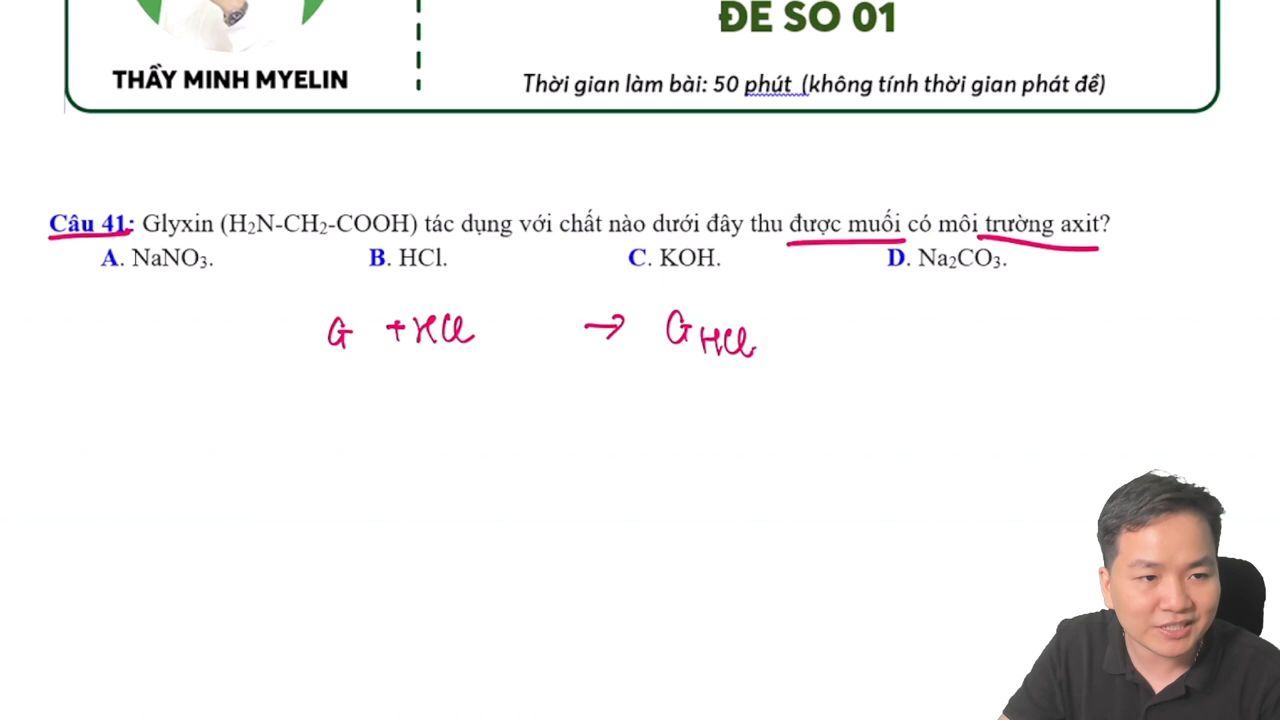 ĐỀ SỐ 01
THẦY MINH MYELIN
Thời gian làm bài: 50 phút (không tính thời gian phát đề)
Câu 41: Glyxin (H₂N-CH₂-COOH) tác dụng với chất nào dưới đây thu được muối có môi trường axit?
A. NaNO₃. B. HCl. C. KOH. D. Na₂CO₃.
G + HCl → GHCl